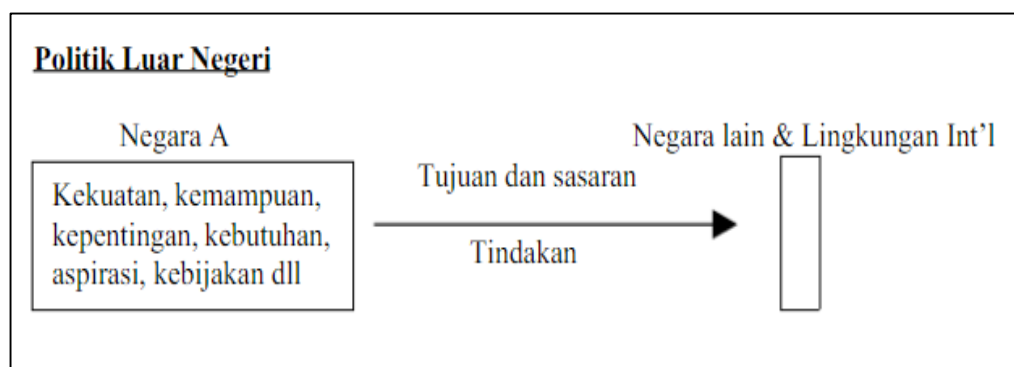 Politik Luar Negeri
Negara A
Negara lain & Lingkungan Int'l
Kekuatan, kemampuan,
kepentingan, kebutuhan,
aspirasi, kebijakan dll
Tujuan dan sasaran
Tindakan